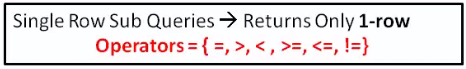 Single Row Sub Queries → Returns Only 1-row
Operators = { =, >, < , >=, <=, !=}